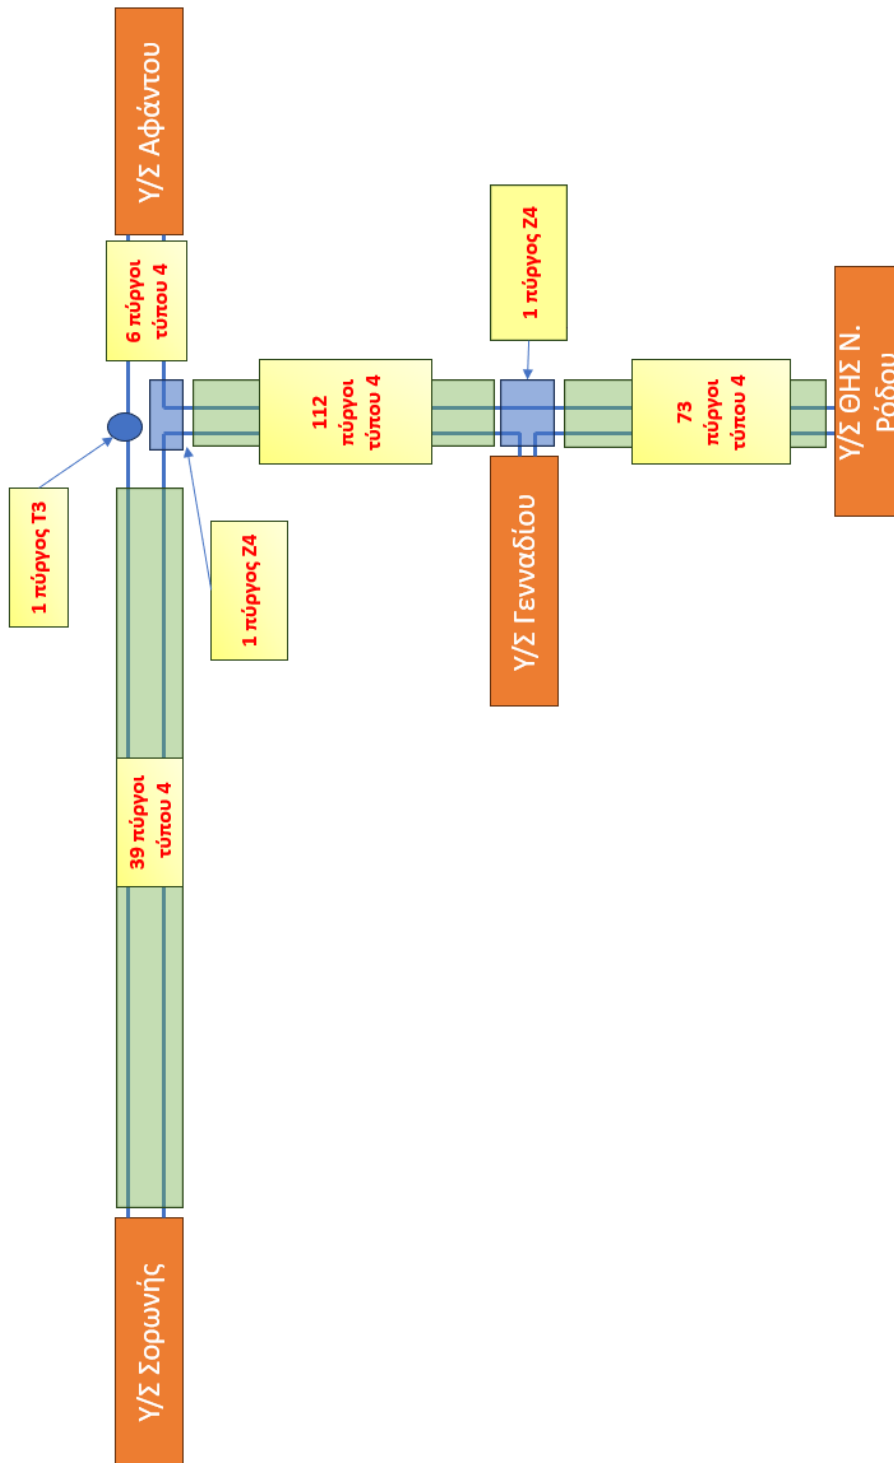 Υ/Σ Αφάντου
6 πύργοι
τύπου 4
1 πύργος Ζ4
112
πύργοι
τύπου 4
73
πύργοι
τύπου 4
Υ/Σ ΘΗΣ Ν.
Ρόδου
1 πύργος Τ3
1 πύργος Ζ4
Υ/Σ Γενναδίου
39 πύργοι
τύπου 4
Υ/Σ Σορωνής